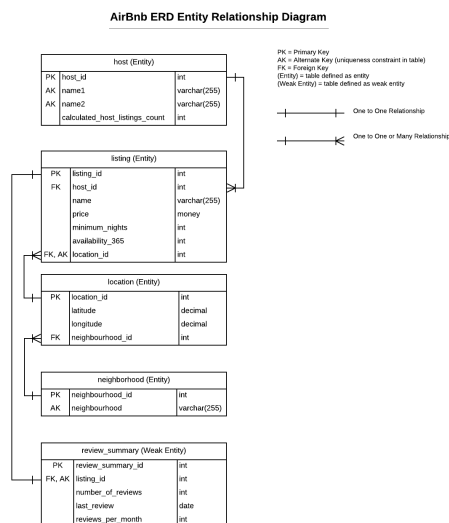 AirBnb ERD Entity Relationship Diagram
PK = Primary Key
AK = Alternate Key (uniqueness constraint in table)
FK = Foreign Key
(Entity) = table defined as entity
(Weak Entity) = table defined as weak entity
One to One Relationship
One to One or Many Relationship
host (Entity)
PK host_id int
AK name1 varchar(255)
AK name2 varchar(255)
calculated_host_listings_count int
listing (Entity)
PK listing_id int
FK host_id int
name varchar(255)
price money
minimum_nights int
availability_365 int
FK, AK location_id int
location (Entity)
PK location_id int
latitude decimal
longitude decimal
FK neighbourhood_id int
neighborhood (Entity)
PK neighbourhood_id int
AK neighbourhood varchar(255)
review_summary (Weak Entity)
PK review_summary_id int
FK, AK listing_id int
number_of_reviews int
last_review date
reviews_per_month int